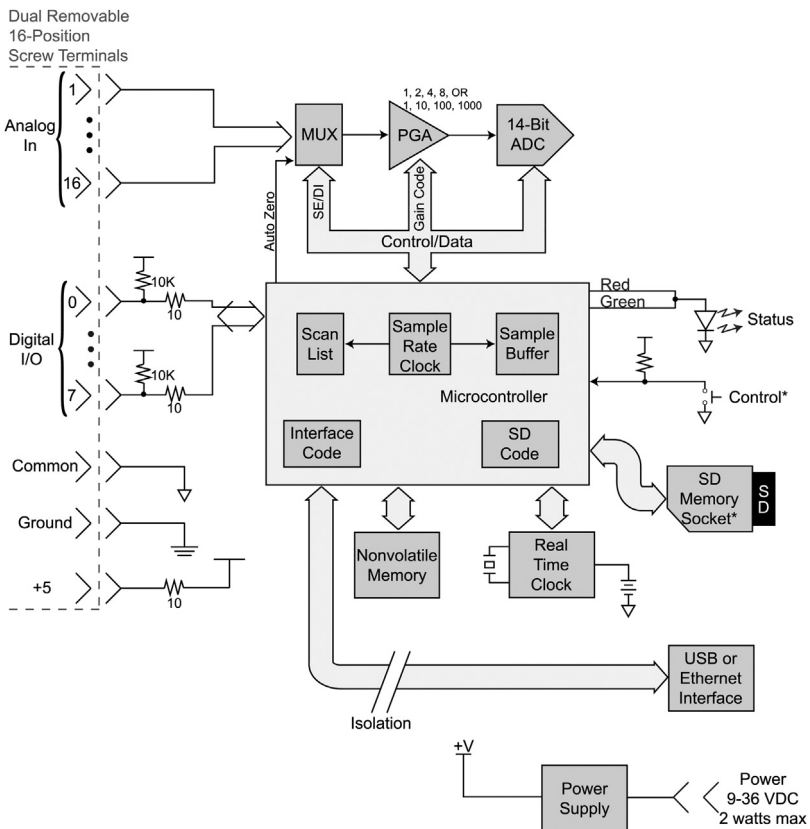 Dual Removable
16-Position
Screw Terminals
1
Analog
In
16
1, 2, 4, 8, OR
1, 10, 100, 1000
MUX
PGA
14-Bit
ADC
Auto Zero
SE/DI
Gain Code
Control/Data
10K
0
10
Digital
I/O
10K
7
10
Common
Ground
+5
10
Scan
List
Sample
Rate
Clock
Sample
Buffer
Microcontroller
Interface
Code
SD
Code
Red
Green
Status
Control*
SD
Memory
Socket*
SD
Nonvolatile
Memory
Real
Time
Clock
USB or
Ethernet
Interface
Isolation
+V
Power
Supply
Power
9-36 VDC
2 watts max